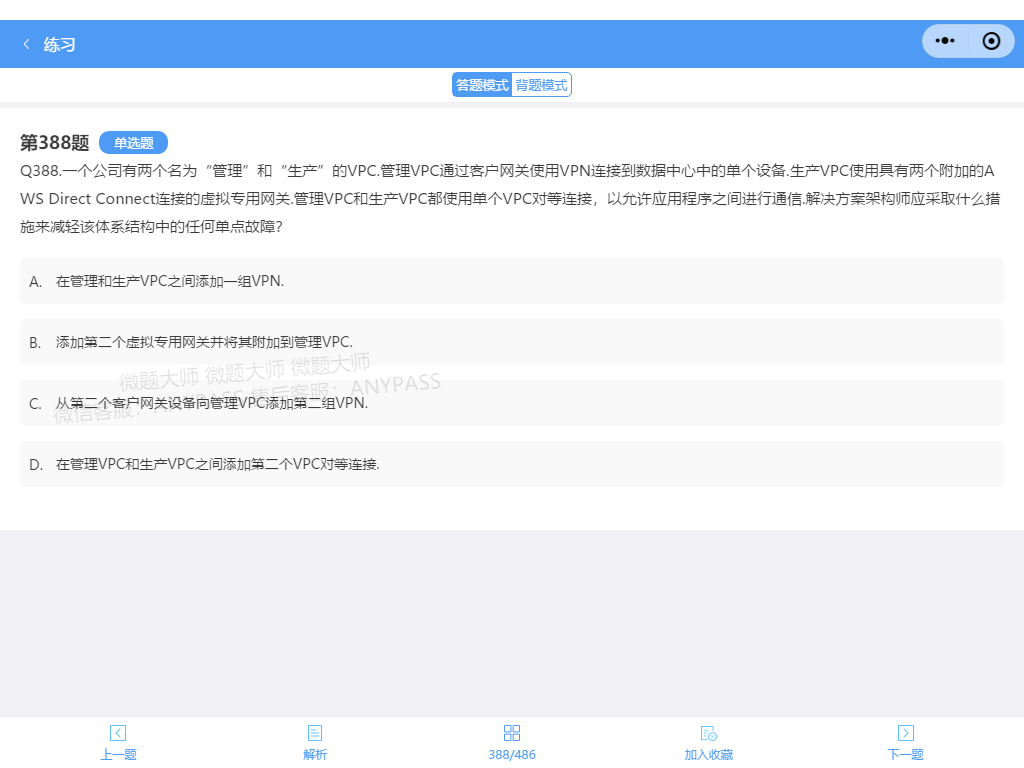 练习
答题模式 背题模式
第388题 单选题
Q388.一个公司有两个名为“管理”和“生产”的VPC.管理VPC通过客户网关使用VPN连接到数据中心中的单个设备.生产VPC使用具有两个附加的A
WS Direct Connect连接的虚拟专用网关.管理VPC和生产VPC都使用单个VPC对等连接，以允许应用程序之间进行通信.解决方案架构师应采取什么措
施来减轻该体系结构中的任何单点故障?
A. 在管理和生产VPC之间添加一组VPN.
B. 添加第二个虚拟专用网关并将其附加到管理VPC.
微题大师 微题大师 微题大师
微信客服：ANYPASS 售后客服：ANYPASS
C. 从第二个客户网关设备向管理VPC添加第二组VPN.
D. 在管理VPC和生产VPC之间添加第二个VPC对等连接.
上一题 解析 388/486 加入收藏 下一题